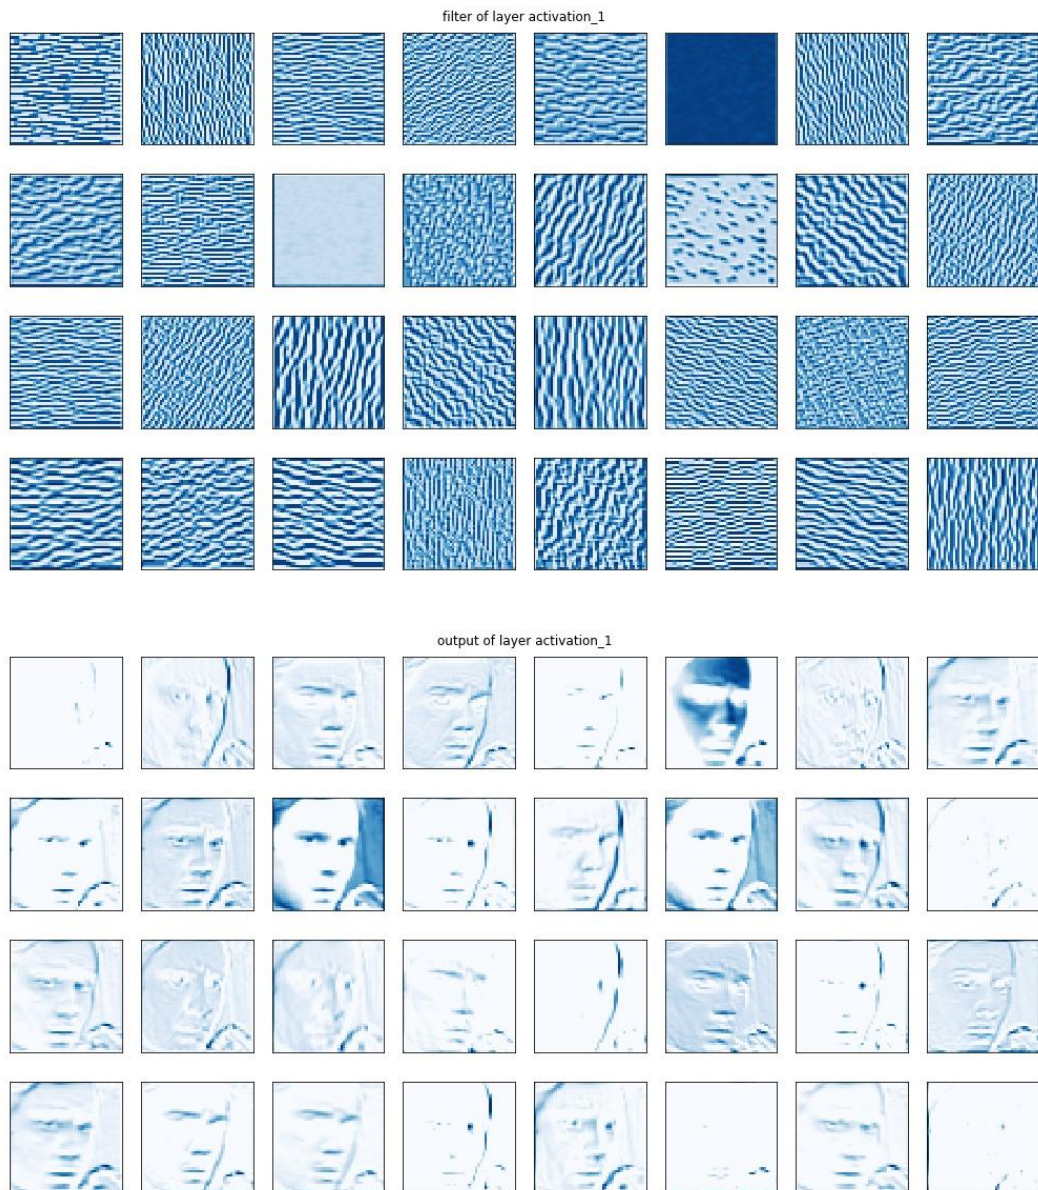 filter of layer activation_1
output of layer activation_1